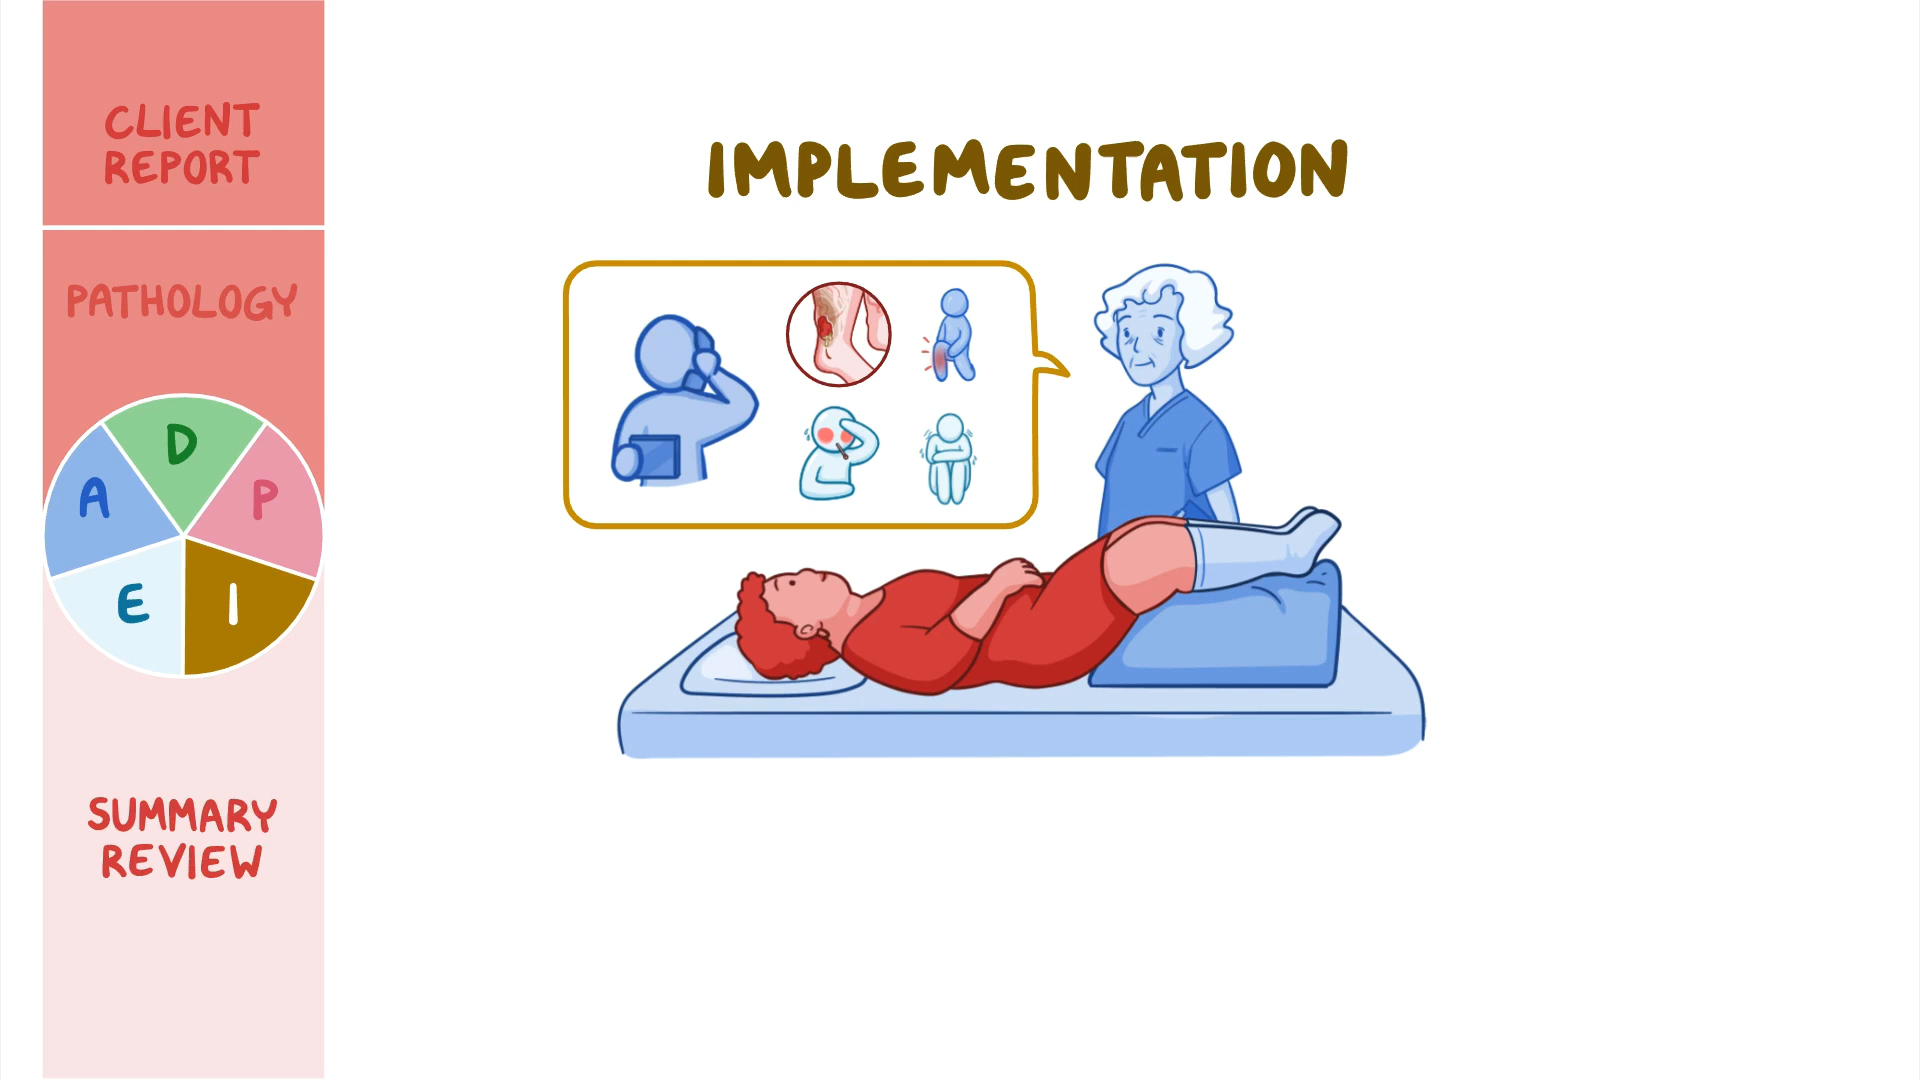 CLIENT
REPORT
PATHOLOGY
A
D
P
E
I
SUMMARY
REVIEW
IMPLEMENTATION